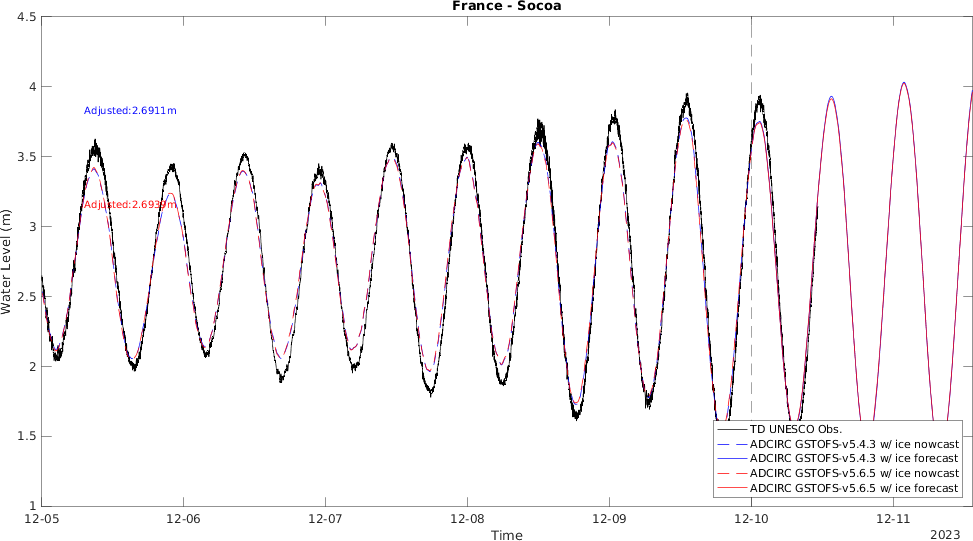 France - Socoa
4.5
4
3.5
3
2.5
2
1.5
1
Water Level (m)
Adjusted:2.6911m
Adjusted:2.6939m
TD UNESCO Obs.
ADCIRC GSTOFS-v5.4.3 w/ ice nowcast
ADCIRC GSTOFS-v5.4.3 w/ ice forecast
ADCIRC GSTOFS-v5.6.5 w/ ice nowcast
ADCIRC GSTOFS-v5.6.5 w/ ice forecast
12-05 12-06 12-07 12-08 12-09 12-10 12-11
Time
2023